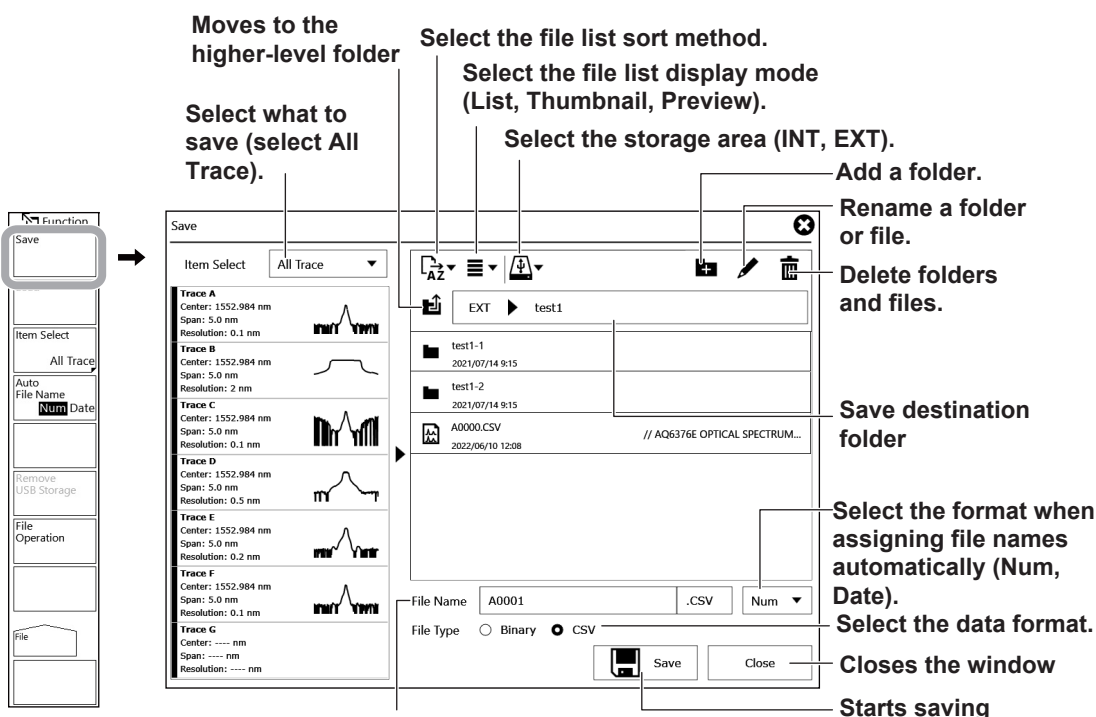 Moves to the
higher-level folder
Select the file list sort method.
Select the file list display mode
(List, Thumbnail, Preview).
Select what to
save (select All
Trace).
Select the storage area (INT, EXT).
Add a folder.
Rename a folder
or file.
Delete folders
and files.
Function
Save
Item Select
All Trace
Auto
File Name
Num Date
Remove
USB Storage
File
Operation
File
Save
Item Select
All Trace
AZ
Trace A
Center: 1552.984 nm
Span: 5.0 nm
Resolution: 0.1 nm
Trace B
Center: 1552.984 nm
Span: 5.0 nm
Resolution: 2 nm
Trace C
Center: 1552.984 nm
Span: 5.0 nm
Resolution: 0.1 nm
Trace D
Center: 1552.984 nm
Span: 5.0 nm
Resolution: 0.5 nm
Trace E
Center: 1552.984 nm
Span: 5.0 nm
Resolution: 0.2 nm
Trace F
Center: 1552.984 nm
Span: 5.0 nm
Resolution: 0.1 nm
Trace G
Center: ---- nm
Span: ---- nm
Resolution: ---- nm
EXT test1
test1-1
2021/07/14 9:15
test1-2
2021/07/14 9:15
A0000.CSV // AQ6376E OPTICAL SPECTRUM...
2022/06/10 12:08
File Name A0001 .CSV Num
File Type Binary CSV
Save Close
Save destination
folder
Select the format when
assigning file names
automatically (Num,
Date).
Select the data format.
Closes the window
Starts saving